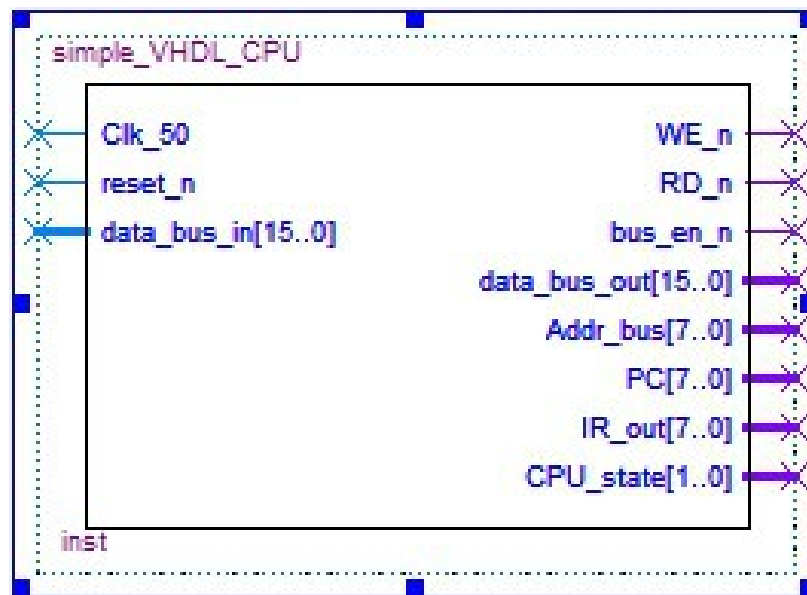 simple_VHDL_CPU
Clk_50
WE_n
reset_n
RD_n
data_bus_in[15..0]
bus_en_n
data_bus_out[15..0]
Addr_bus[7..0]
PC[7..0]
IR_out[7..0]
CPU_state[1..0]
inst